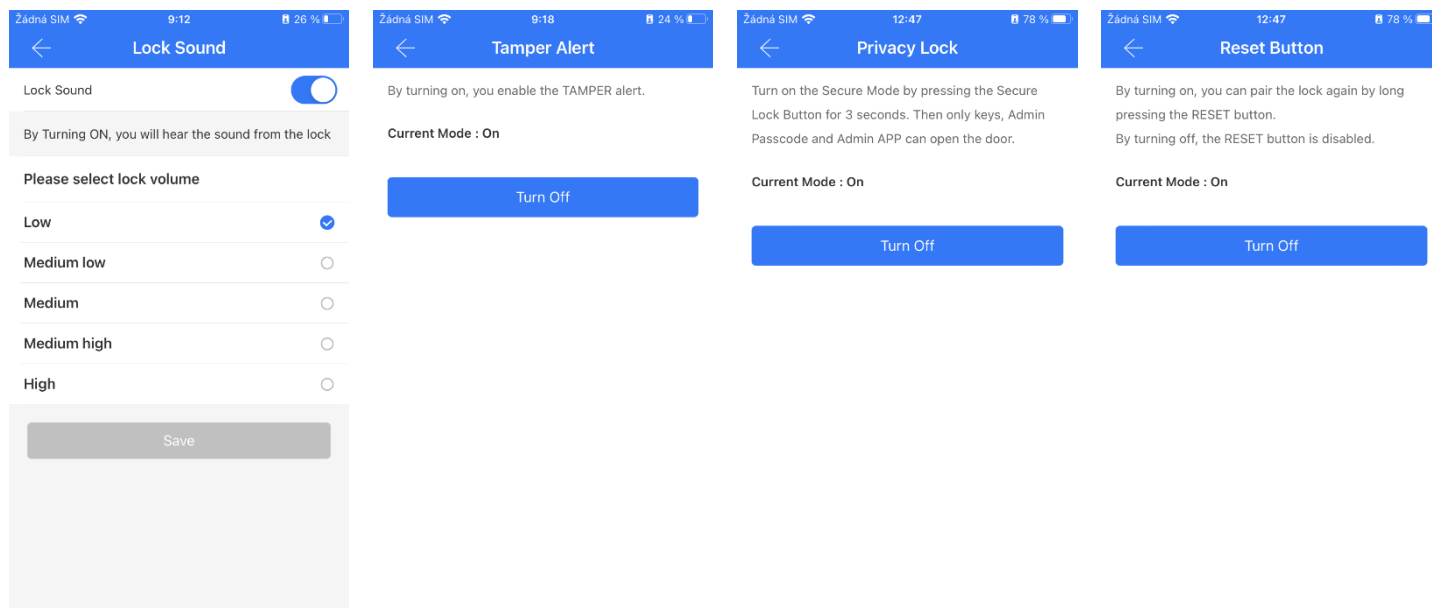 Žádná SIM 9:12 26 %
Lock Sound
Lock Sound
By Turning ON, you will hear the sound from the lock
Please select lock volume
Low
Medium low
Medium
Medium high
High
Save
Žádná SIM 9:18 24 %
Tamper Alert
By turning on, you enable the TAMPER alert.
Current Mode : On
Turn Off
Žádná SIM 12:47 78 %
Privacy Lock
Turn on the Secure Mode by pressing the Secure
Lock Button for 3 seconds. Then only keys, Admin
Passcode and Admin APP can open the door.
Current Mode : On
Turn Off
Žádná SIM 12:47 78 %
Reset Button
By turning on, you can pair the lock again by long
pressing the RESET button.
By turning off, the RESET button is disabled.
Current Mode : On
Turn Off